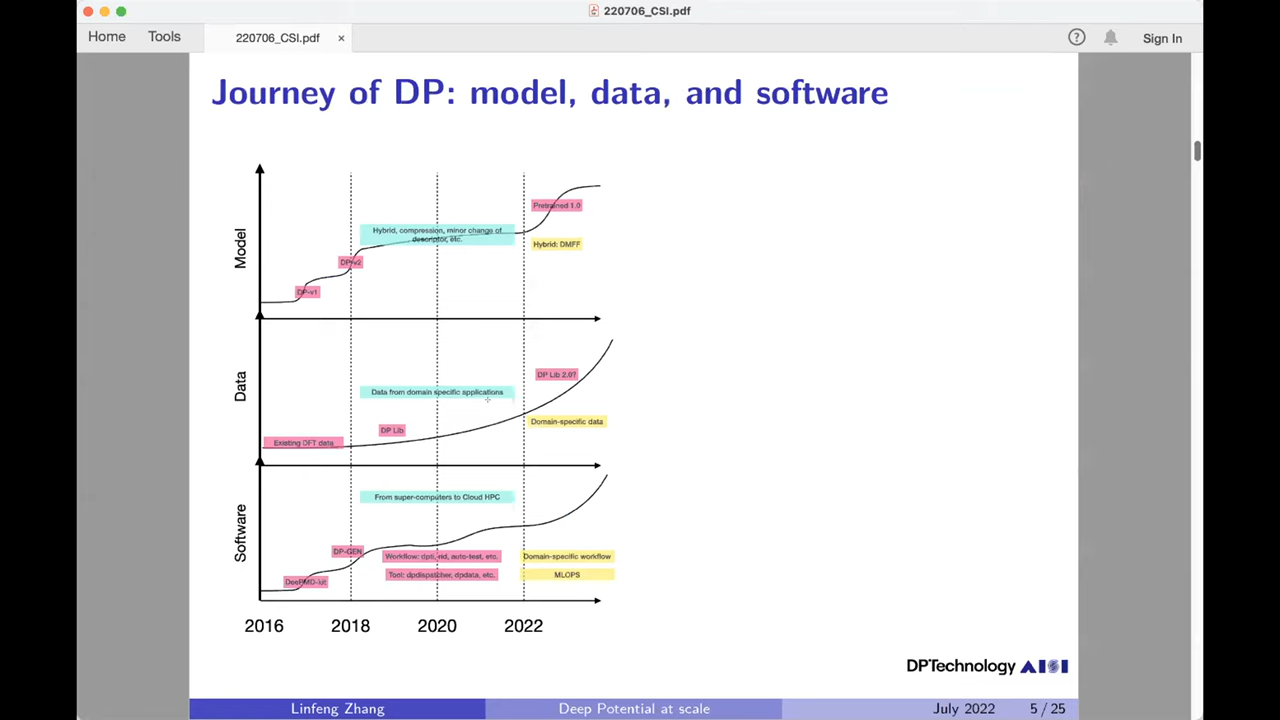 220706_CSI.pdf
Home
Tools
220706_CSI.pdf
×
?
Sign In
Journey of DP: model, data, and software
Model
Pretrained 1.0
Hybrid, compression, minor change of
descriptor, etc.
Hybrid: DMFF
DP-v2
DP-v1
Data
DP Lib 2.0?
Data from domain specific applications
Domain-specific data
DP Lib
Existing DFT data
Software
From super-computers to Cloud HPC
DP-GEN
Workflow: dpti, rid, auto-test, etc.
Domain-specific workflow
Tool: dpdispatcher, dpdata, etc.
MLOPS
DeePMD-kit
2016
2018
2020
2022
DPTechnology AISI
Linfeng Zhang
Deep Potential at scale
July 2022
5 / 25